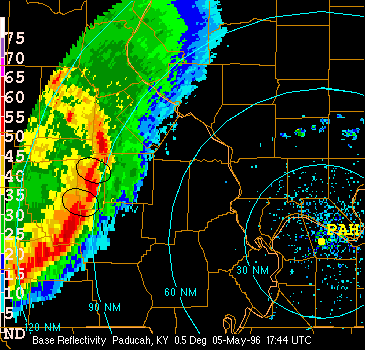 75
70
65
60
55
50
45
40
35
30
25
20
15
10
5
ND
PAH
30 NM
60 NM
90 NM
120 NM
Base Reflectivity Paducah, KY 0.5 Deg 05-May-96 17:44 UTC